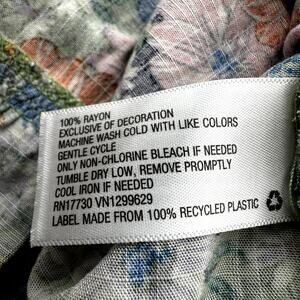 100% RAYON
EXCLUSIVE OF DECORATION
MACHINE WASH COLD WITH LIKE COLORS
GENTLE CYCLE
ONLY NON-CHLORINE BLEACH IF NEEDED
TUMBLE DRY LOW, REMOVE PROMPTLY
COOL IRON IF NEEDED
RN17730 VN1299629
LABEL MADE FROM 100% RECYCLED PLASTIC